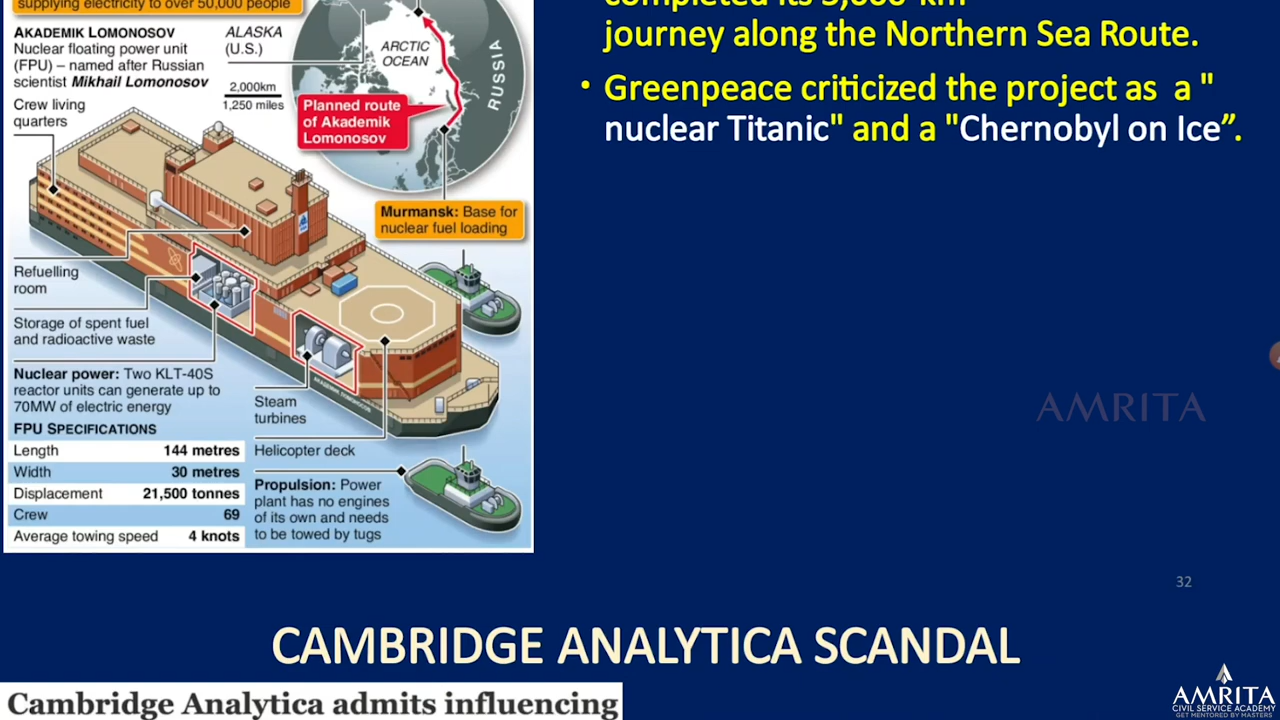 supplying electricity to over 50,000 people
AKADEMIK LOMONOSOV
Nuclear floating power unit
(FPU) – named after Russian
scientist Mikhail Lomonosov
Crew living
quarters
ALASKA
(U.S.)
2,000km
1,250 miles
ARCTIC
OCEAN
RUSSIA
Planned route
of Akademik
Lomonosov
Murmansk: Base for
nuclear fuel loading
Refuelling
room
Storage of spent fuel
and radioactive waste
Nuclear power: Two KLT-40S
reactor units can generate up to
70MW of electric energy
Steam
turbines
Helicopter deck
AKADEMIK LOMONOSOV
FPU SPECIFICATIONS
Length 144 metres
Width 30 metres
Displacement 21,500 tonnes
Crew 69
Average towing speed 4 knots
Propulsion: Power
plant has no engines
of its own and needs
to be towed by tugs
journey along the Northern Sea Route.
• Greenpeace criticized the project as a "
nuclear Titanic" and a "Chernobyl on Ice”.
AMRITA
32
CAMBRIDGE ANALYTICA SCANDAL
Cambridge Analytica admits influencing
AMRITA
CIVIL SERVICE ACADEMY
GET MENTORED BY MASTERS